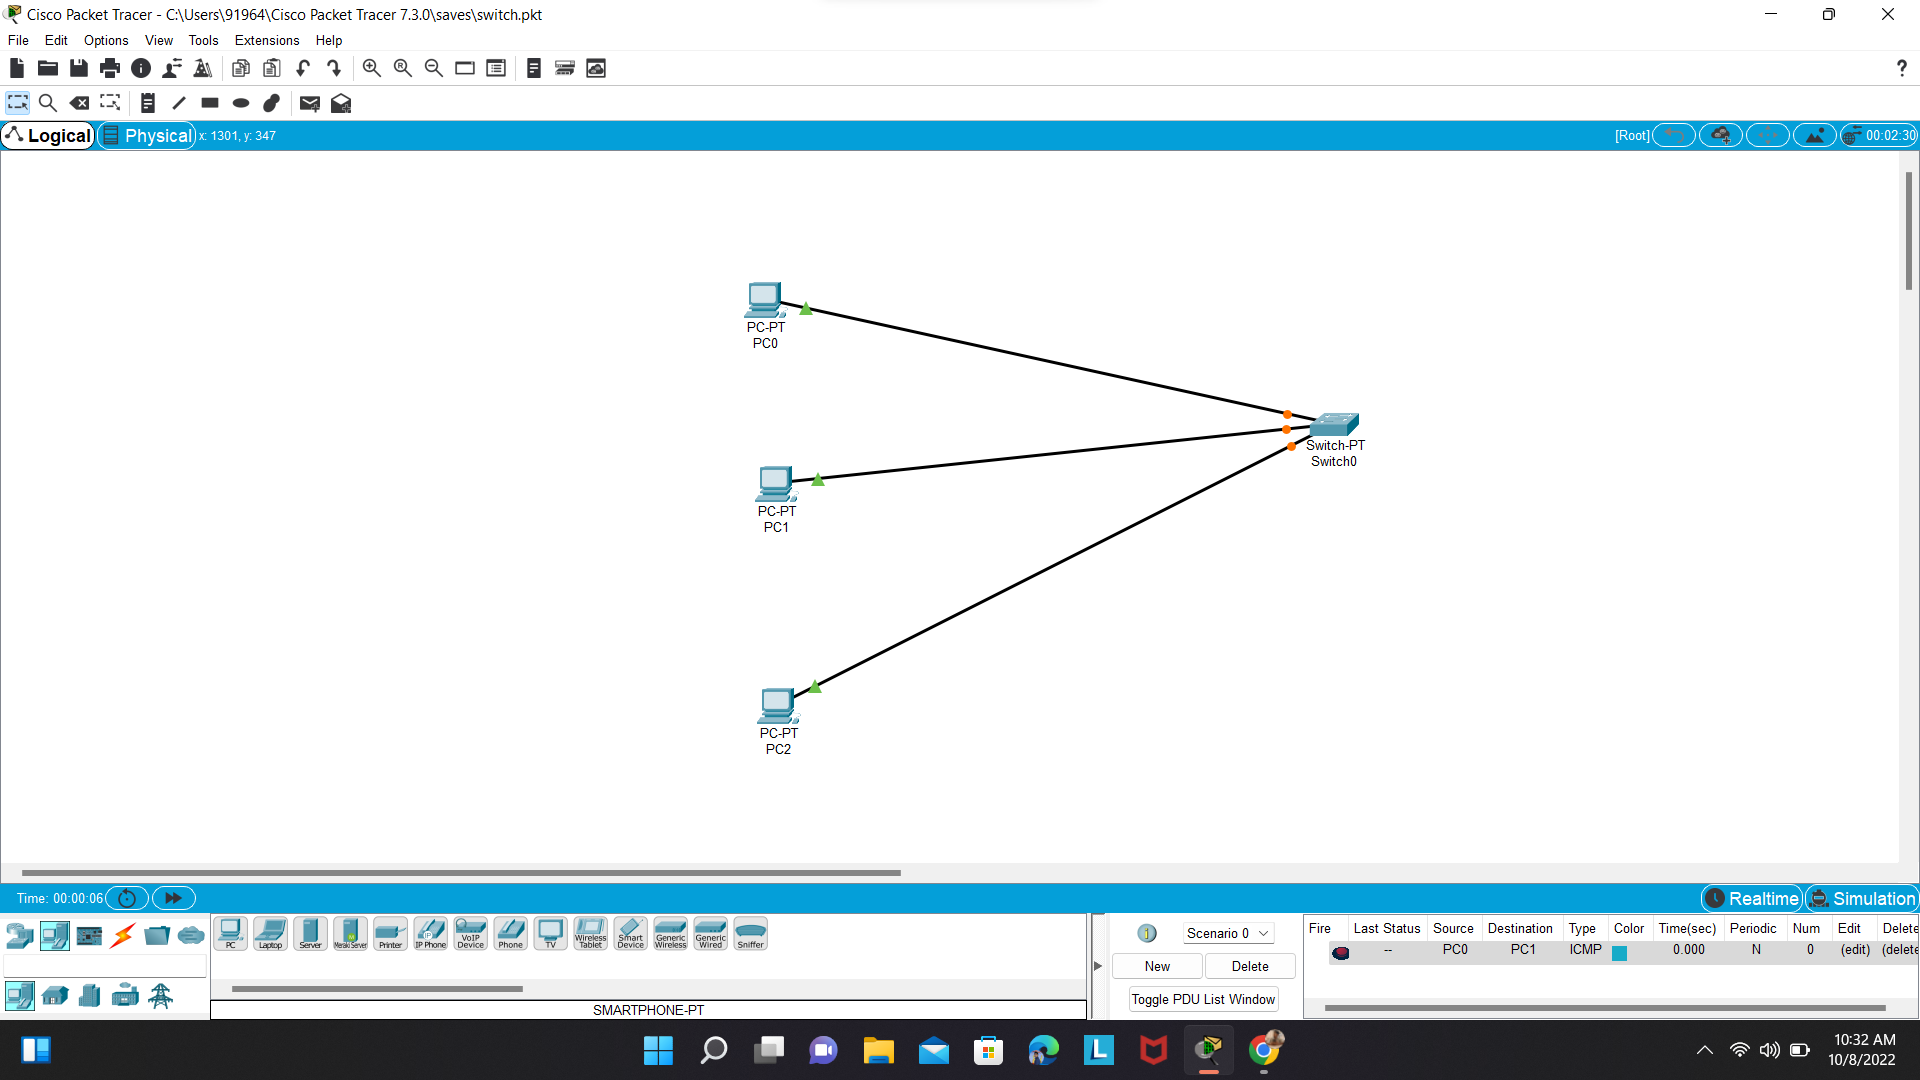 Cisco Packet Tracer - C:\Users\91964\Cisco Packet Tracer 7.3.0\saves\switch.pkt
File Edit Options View Tools Extensions Help
?
Logical Physical x: 1301, y: 347 [Root] 00:02:30
PC-PT
PC0
Switch-PT
Switch0
PC-PT
PC1
PC-PT
PC2
Time: 00:00:06 Realtime Simulation
PC Laptop Server Meraki Server Printer IP Phone VoIP Device Phone TV Wireless Tablet Smart Device Generic Wireless Generic Wired Sniffer
SMARTPHONE-PT
Scenario 0
New Delete
Toggle PDU List Window
Fire Last Status Source Destination Type Color Time(sec) Periodic Num Edit Delete
-- PC0 PC1 ICMP 0.000 N 0 (edit) (delete
10:32 AM
10/8/2022